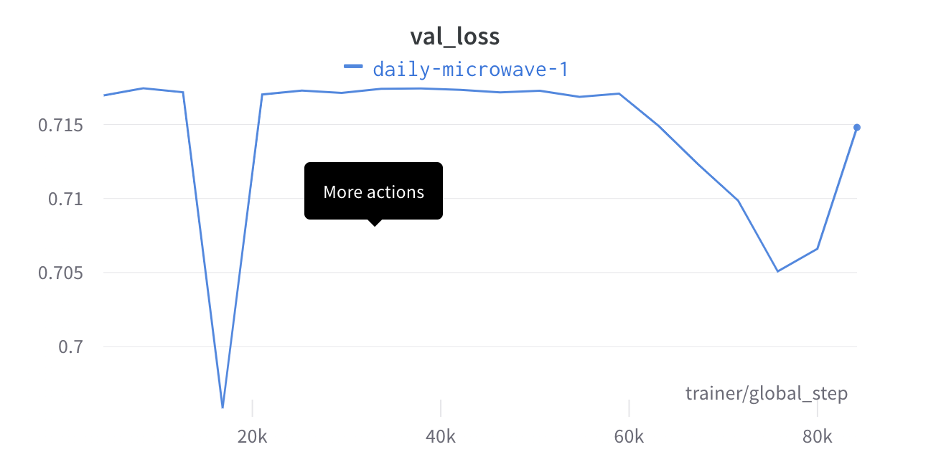 val_loss
daily-microwave-1
0.715
More actions
0.71
0.705
0.7
trainer/global_step
20k 40k 60k 80k